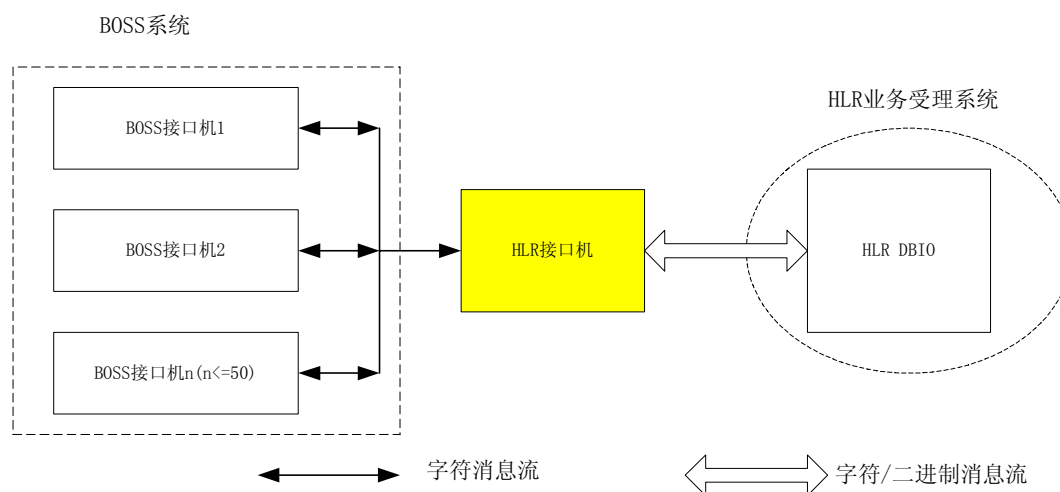 BOSS系统
HLR业务受理系统
BOSS接口机1
BOSS接口机2
HLR接口机
HLR DBIO
BOSS接口机n(n<=50)
字符消息流
字符/二进制消息流